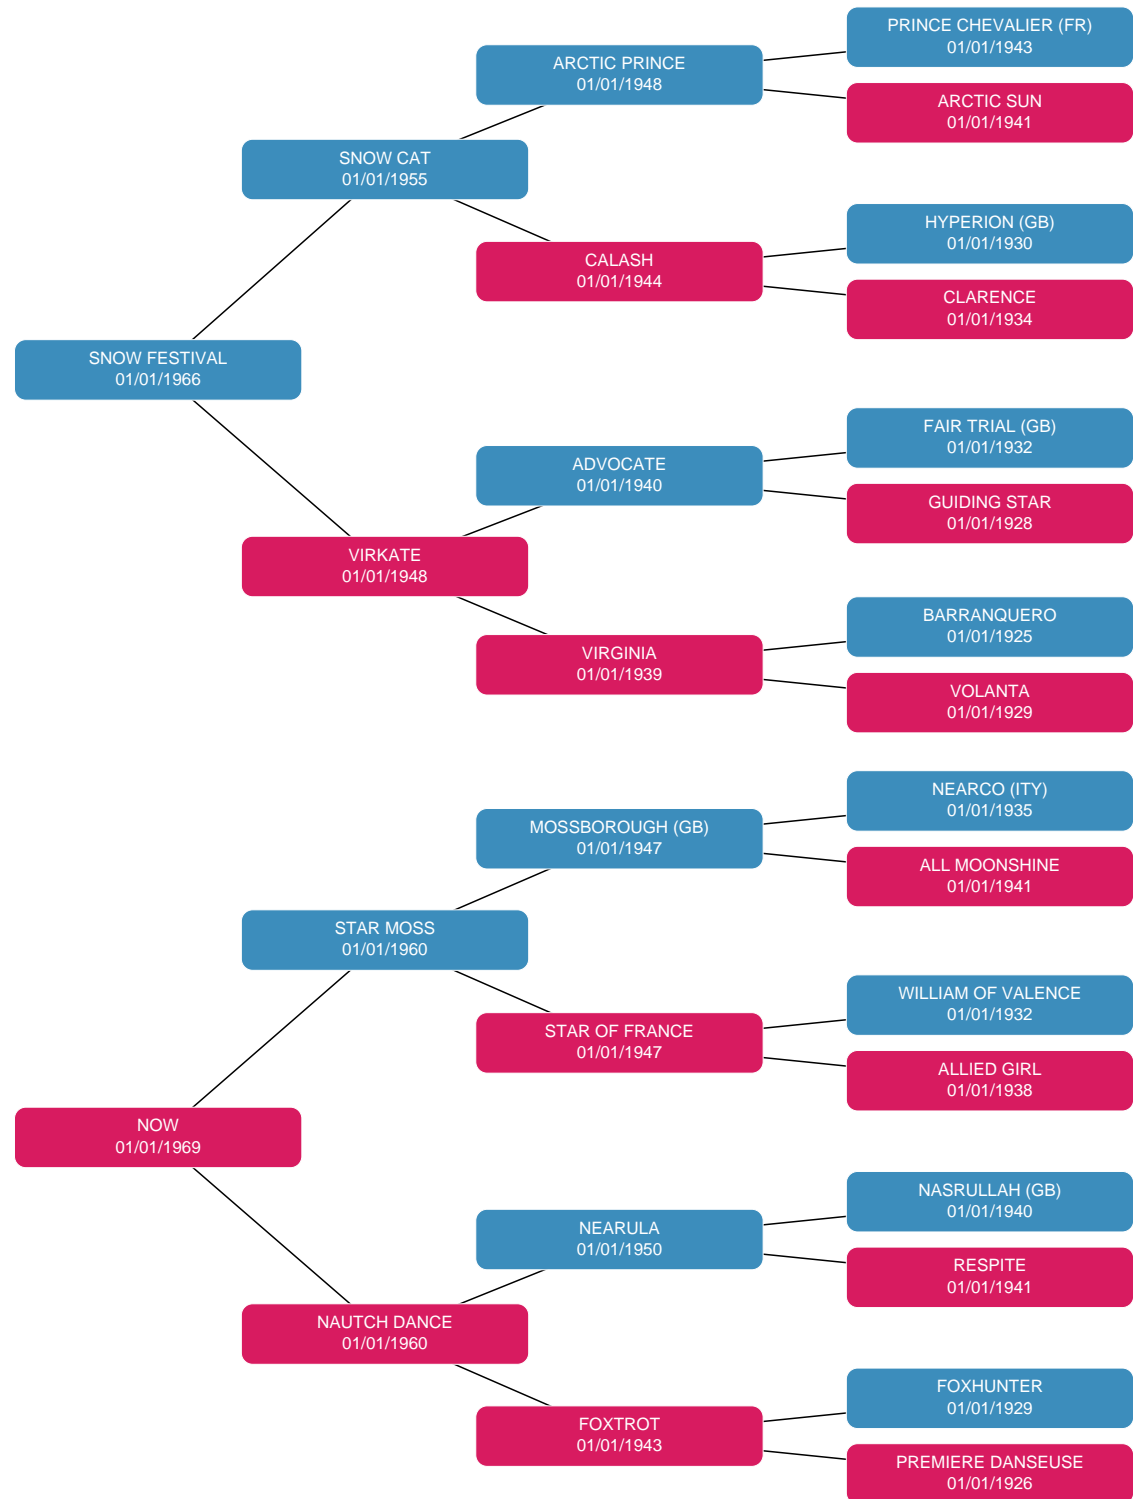 PRINCE CHEVALIER (FR)
01/01/1943
ARCTIC PRINCE
01/01/1948
ARCTIC SUN
01/01/1941
SNOW CAT
01/01/1955
HYPERION (GB)
01/01/1930
CALASH
01/01/1944
CLARENCE
01/01/1934
SNOW FESTIVAL
01/01/1966
FAIR TRIAL (GB)
01/01/1932
ADVOCATE
01/01/1940
GUIDING STAR
01/01/1928
VIRKATE
01/01/1948
BARRANQUERO
01/01/1925
VIRGINIA
01/01/1939
VOLANTA
01/01/1929
NEARCO (ITY)
01/01/1935
MOSSBOROUGH (GB)
01/01/1947
ALL MOONSHINE
01/01/1941
STAR MOSS
01/01/1960
WILLIAM OF VALENCE
01/01/1932
STAR OF FRANCE
01/01/1947
ALLIED GIRL
01/01/1938
NOW
01/01/1969
NASRULLAH (GB)
01/01/1940
NEARULA
01/01/1950
RESPITE
01/01/1941
NAUTCH DANCE
01/01/1960
FOXHUNTER
01/01/1929
FOXTROT
01/01/1943
PREMIERE DANSEUSE
01/01/1926